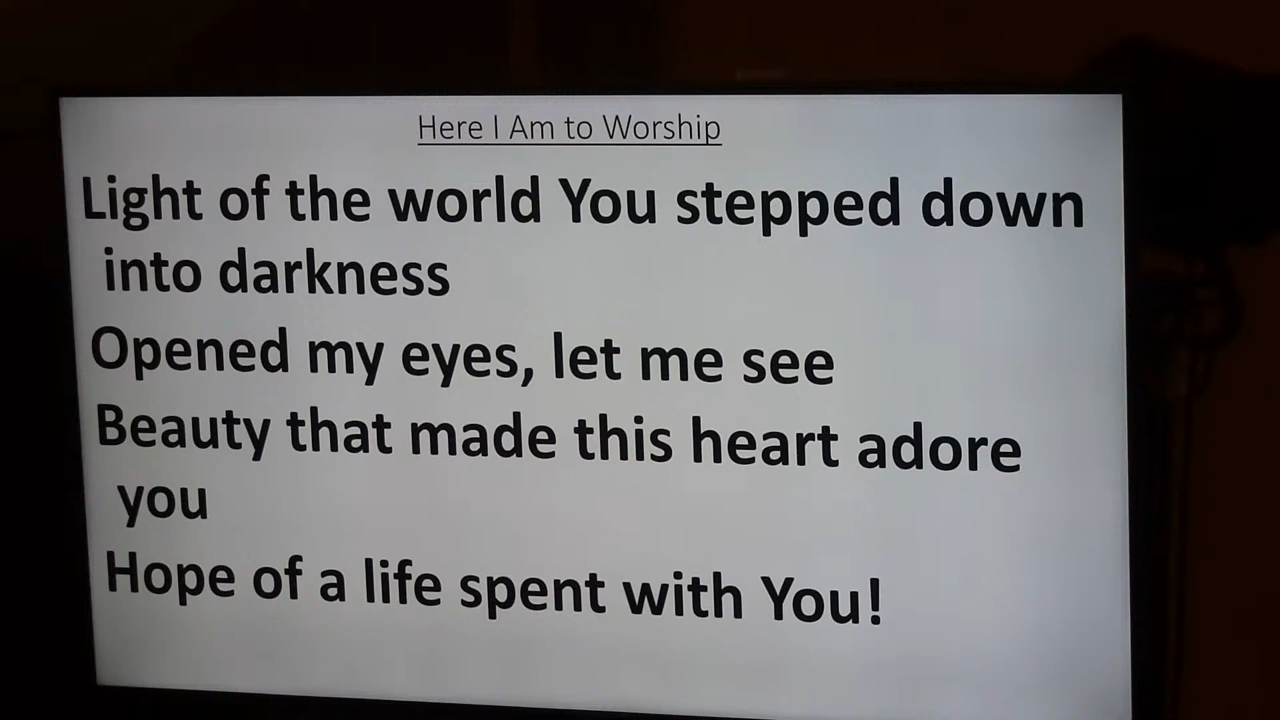 Here I Am to Worship
Light of the world You stepped down
into darkness
Opened my eyes, let me see
Beauty that made this heart adore
you
Hope of a life spent with You!